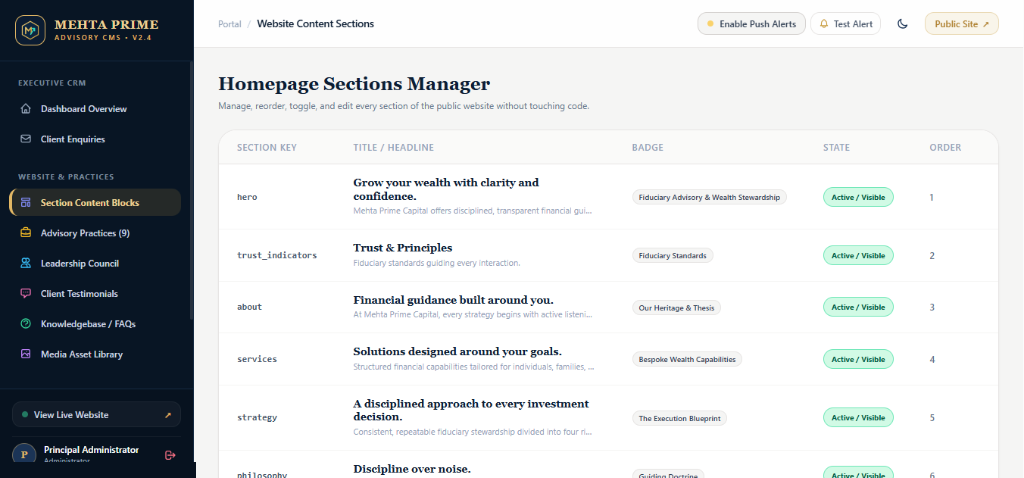 MEHTA PRIME
ADVISORY CMS • V2.4
EXECUTIVE CRM
Dashboard Overview
Client Enquiries
WEBSITE & PRACTICES
Section Content Blocks
Advisory Practices (9)
Leadership Council
Client Testimonials
Knowledgebase / FAQs
Media Asset Library
View Live Website ↗
P
Principal Administrator
Administrator
Portal / Website Content Sections
Enable Push Alerts
Test Alert
Public Site ↗
Homepage Sections Manager
Manage, reorder, toggle, and edit every section of the public website without touching code.
SECTION KEY TITLE / HEADLINE BADGE STATE ORDER
hero
Grow your wealth with clarity and
confidence.
Mehta Prime Capital offers disciplined, transparent financial gui...
Fiduciary Advisory & Wealth Stewardship
Active / Visible
1
trust_indicators
Trust & Principles
Fiduciary standards guiding every interaction.
Fiduciary Standards
Active / Visible
2
about
Financial guidance built around you.
At Mehta Prime Capital, every strategy begins with active listeni...
Our Heritage & Thesis
Active / Visible
3
services
Solutions designed around your goals.
Structured financial capabilities tailored for individuals, families, ...
Bespoke Wealth Capabilities
Active / Visible
4
strategy
A disciplined approach to every investment
decision.
Consistent, repeatable fiduciary stewardship divided into four ri...
The Execution Blueprint
Active / Visible
5
philosophy
Discipline over noise.
Guiding Doctrine
Active / Visible
6